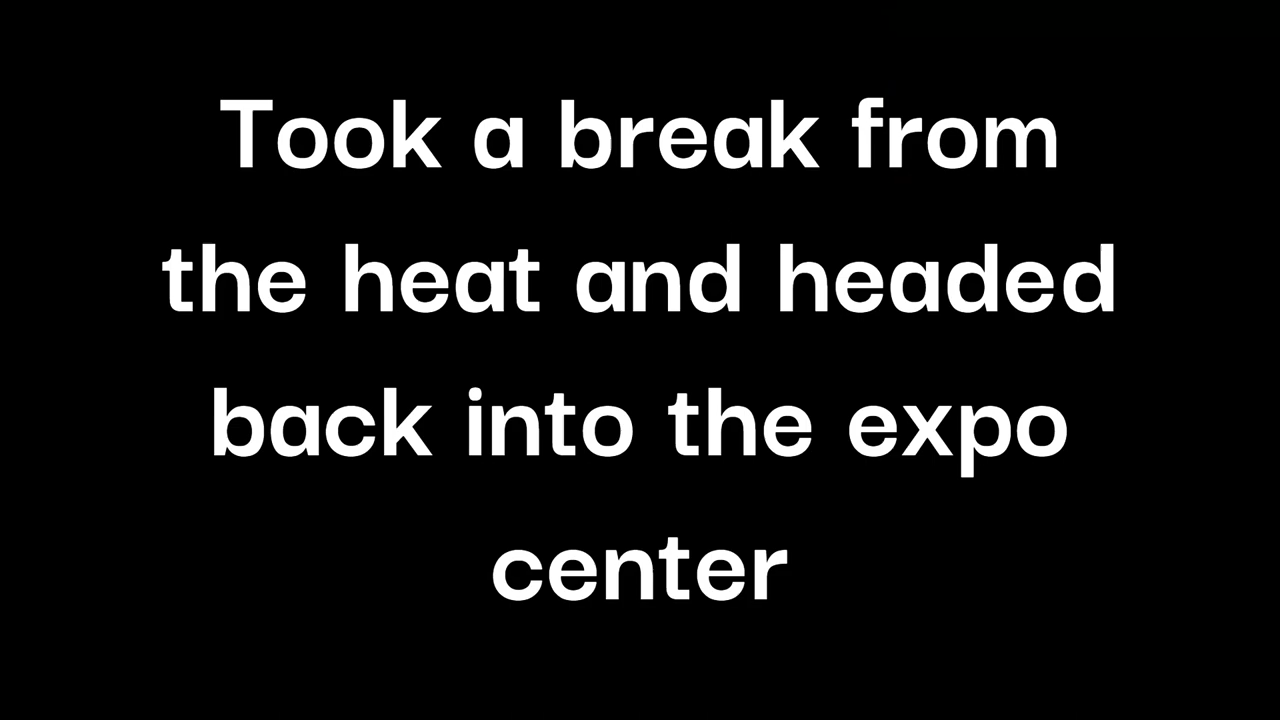 Took a break from
the heat and headed
back into the expo
center